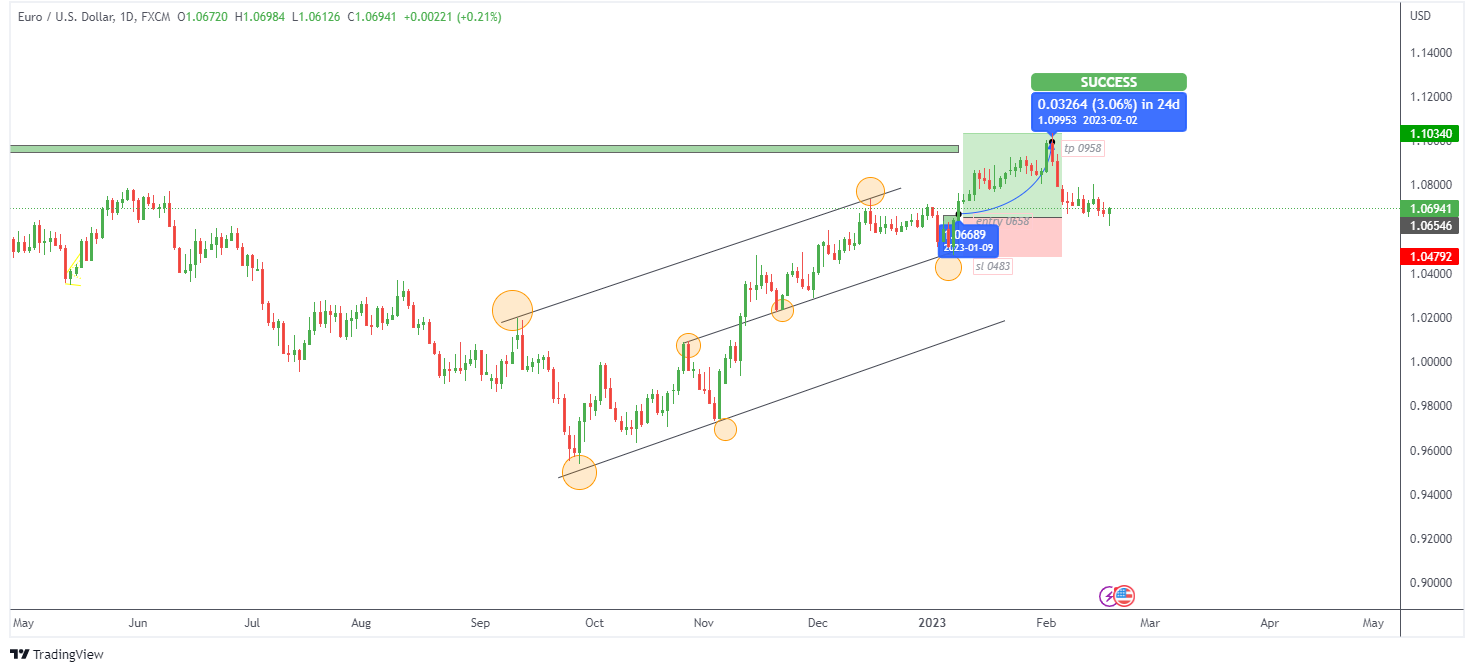 Euro / U.S. Dollar, 1D, FXCM O1.06720 H1.06984 L1.06126 C1.06941 +0.00221 (+0.21%)
USD
1.14000
SUCCESS
1.12000
0.03264 (3.06%) in 24d
1.09953 2023-02-02
1.10340
tp 0958
1.08000
1.06941
entry 0658
1.06546
1.06689
2023-01-09
1.04792
sl 0483
1.04000
1.02000
1.00000
0.98000
0.96000
0.94000
0.92000
0.90000
May Jun Jul Aug Sep Oct Nov Dec 2023 Feb Mar Apr May
TradingView